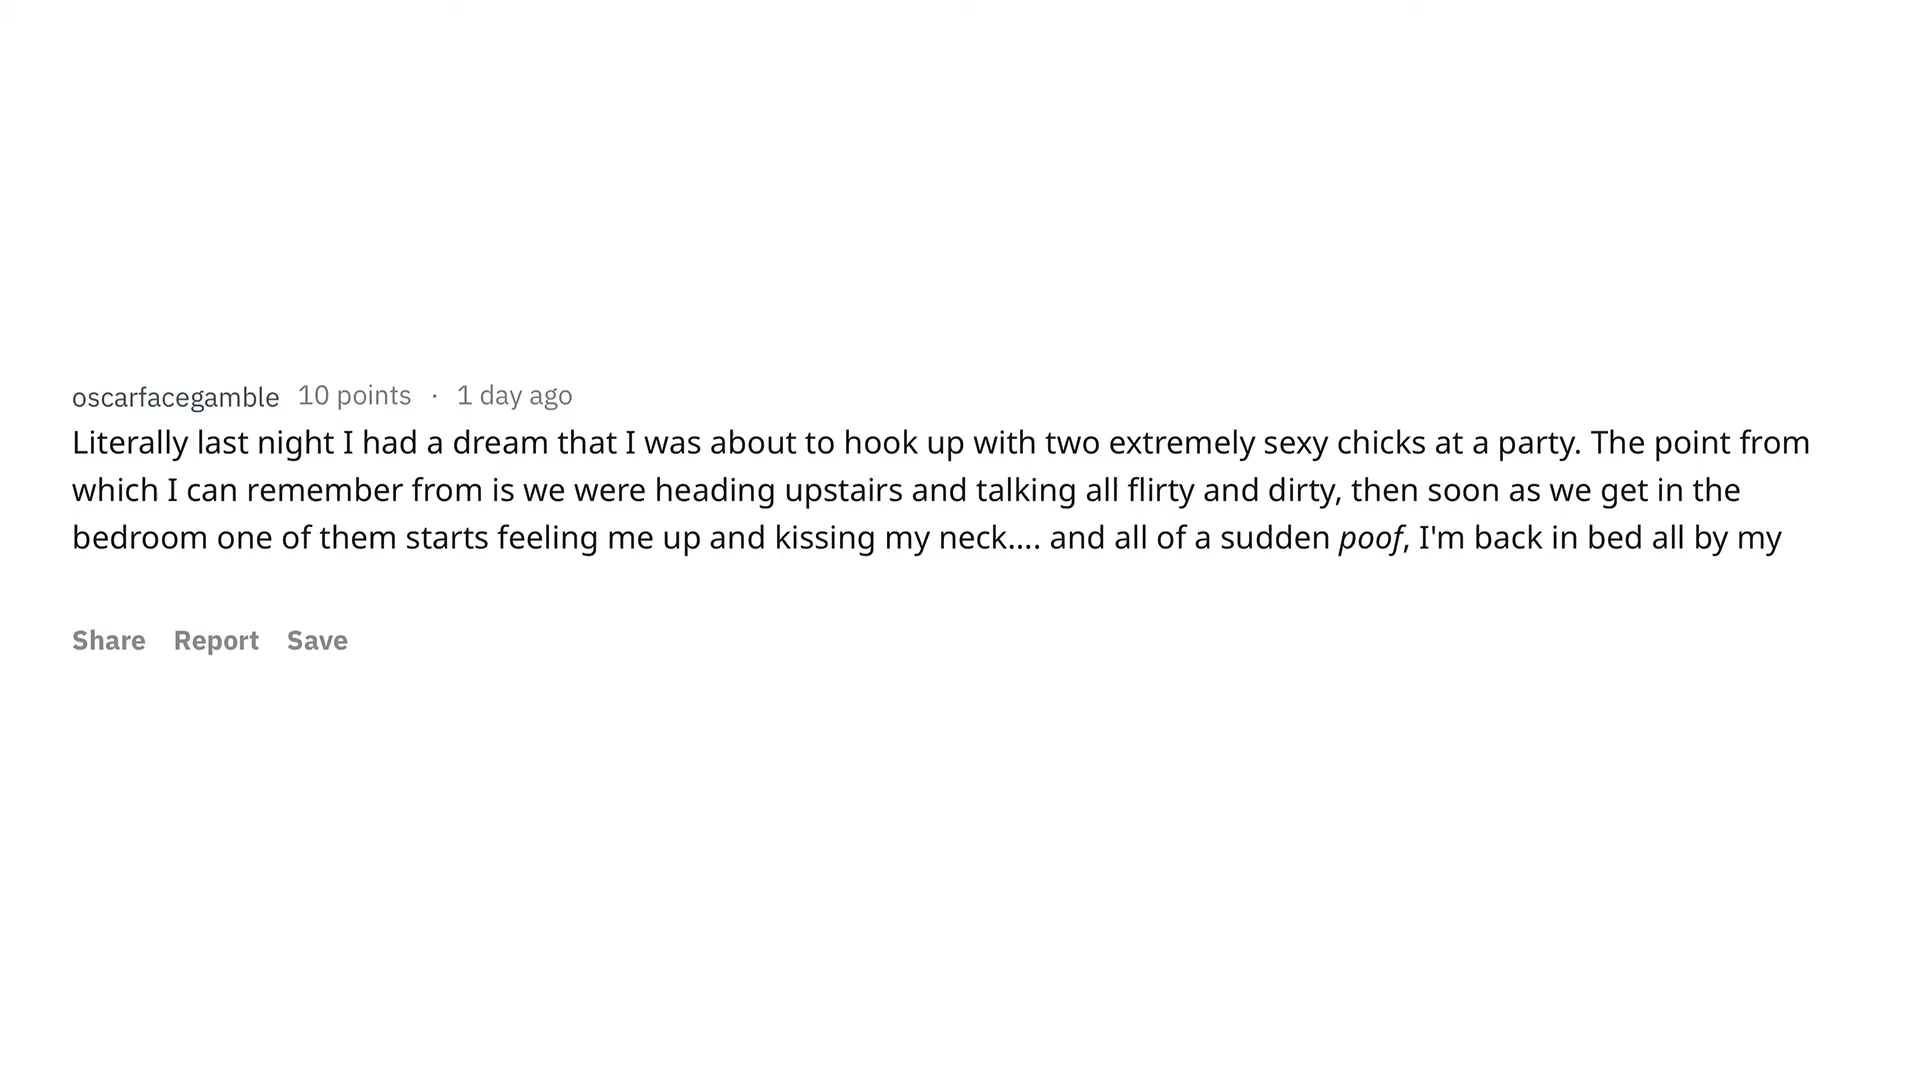 oscarfacegamble 10 points · 1 day ago
Literally last night I had a dream that I was about to hook up with two extremely sexy chicks at a party. The point from
which I can remember from is we were heading upstairs and talking all flirty and dirty, then soon as we get in the
bedroom one of them starts feeling me up and kissing my neck.... and all of a sudden poof, I'm back in bed all by my
Share Report Save